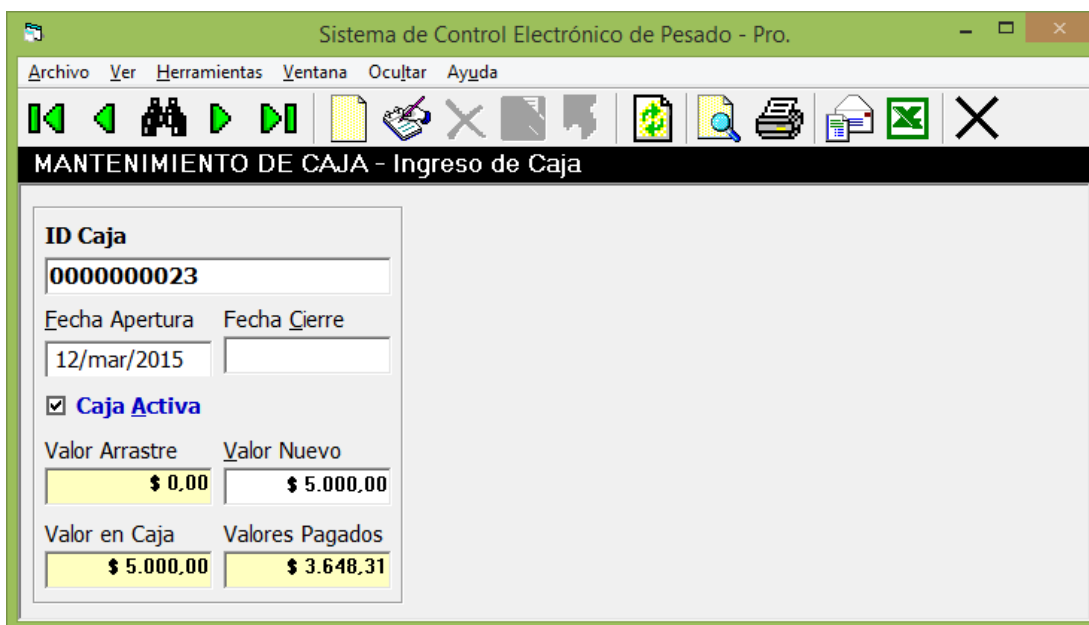 Sistema de Control Electrónico de Pesado - Pro.
Archivo Ver Herramientas Ventana Ocultar Ayuda
MANTENIMIENTO DE CAJA - Ingreso de Caja
ID Caja
0000000023
Fecha Apertura Fecha Cierre
12/mar/2015
Caja Activa
Valor Arrastre Valor Nuevo
$ 0,00 $ 5.000,00
Valor en Caja Valores Pagados
$ 5.000,00 $ 3.648,31